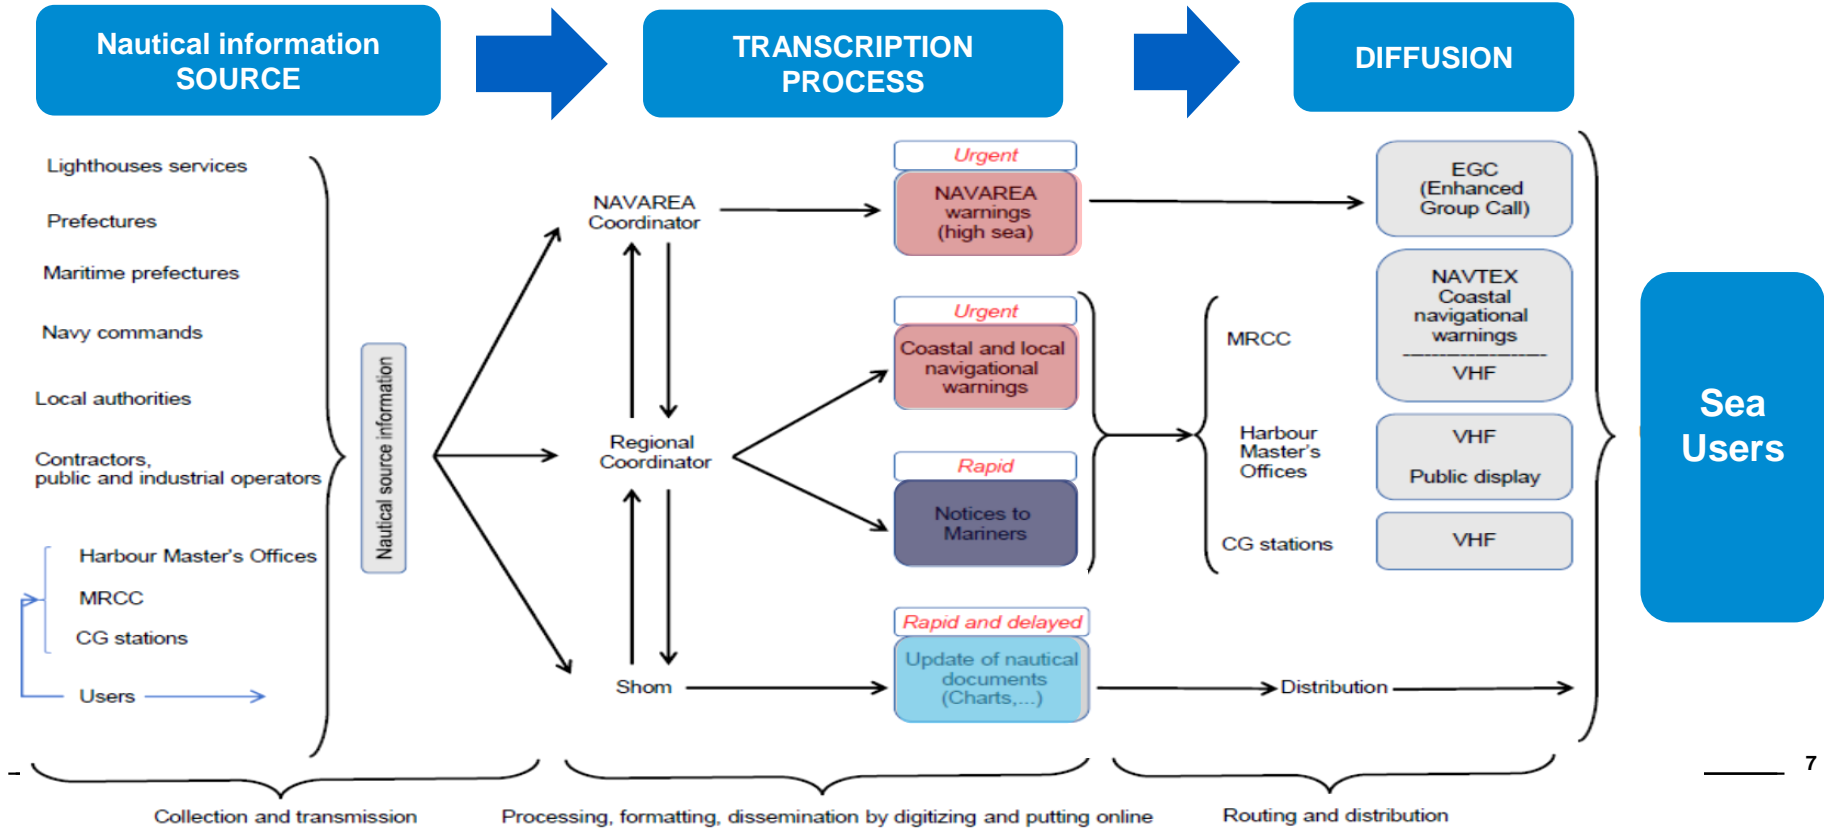 Nautical information
SOURCE
TRANSCRIPTION
PROCESS
DIFFUSION
Lighthouses services
Prefectures
Maritime prefectures
Navy commands
Local authorities
Contractors,
public and industrial operators
Harbour Master's Offices
MRCC
CG stations
Users
Nautical source information
NAVAREA
Coordinator
Regional
Coordinator
Shom
Urgent
NAVAREA
warnings
(high sea)
Urgent
Coastal and local
navigational
warnings
Rapid
Notices to
Mariners
Rapid and delayed
Update of nautical
documents
(Charts,...)
MRCC
Harbour
Master's
Offices
CG stations
Distribution
EGC
(Enhanced
Group Call)
NAVTEX
Coastal
navigational
warnings
VHF
VHF
Public display
VHF
Sea
Users
Collection and transmission
Processing, formatting, dissemination by digitizing and putting online
Routing and distribution
7